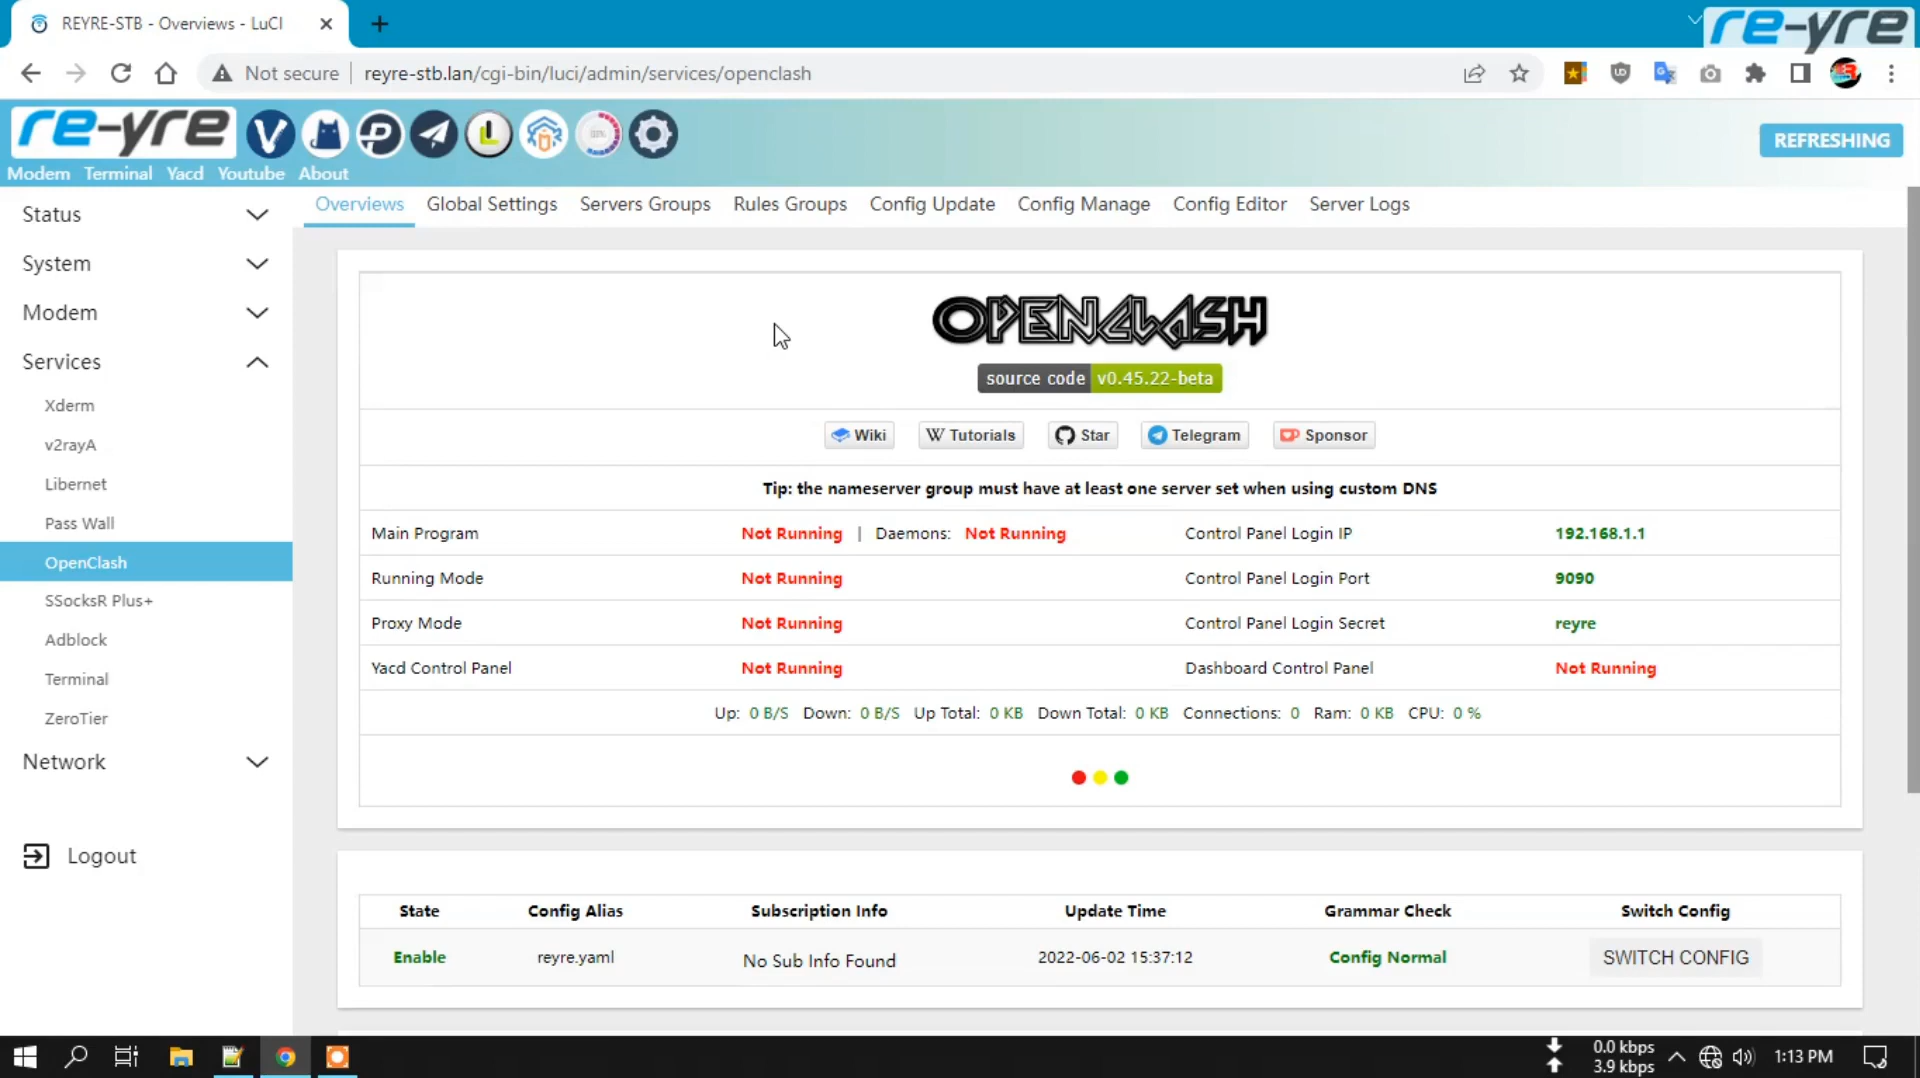 REYRE-STB - Overviews - LuCI
re-yre
Not secure | reyre-stb.lan/cgi-bin/luci/admin/services/openclash
re-yre
REFRESHING
Modem Terminal Yacd Youtube About
Status
System
Modem
Services
Xderm
v2rayA
Libernet
Pass Wall
OpenClash
SSocksR Plus+
Adblock
Terminal
ZeroTier
Network
Logout
Overviews Global Settings Servers Groups Rules Groups Config Update Config Manage Config Editor Server Logs
OPENCLASH
source code v0.45.22-beta
Wiki Tutorials Star Telegram Sponsor
Tip: the nameserver group must have at least one server set when using custom DNS
Main Program Not Running | Daemons: Not Running Control Panel Login IP 192.168.1.1
Running Mode Not Running Control Panel Login Port 9090
Proxy Mode Not Running Control Panel Login Secret reyre
Yacd Control Panel Not Running Dashboard Control Panel Not Running
Up: 0 B/S Down: 0 B/S Up Total: 0 KB Down Total: 0 KB Connections: 0 Ram: 0 KB CPU: 0 %
State Config Alias Subscription Info Update Time Grammar Check Switch Config
Enable reyre.yaml No Sub Info Found 2022-06-02 15:37:12 Config Normal SWITCH CONFIG
0.0 kbps
3.9 kbps
1:13 PM